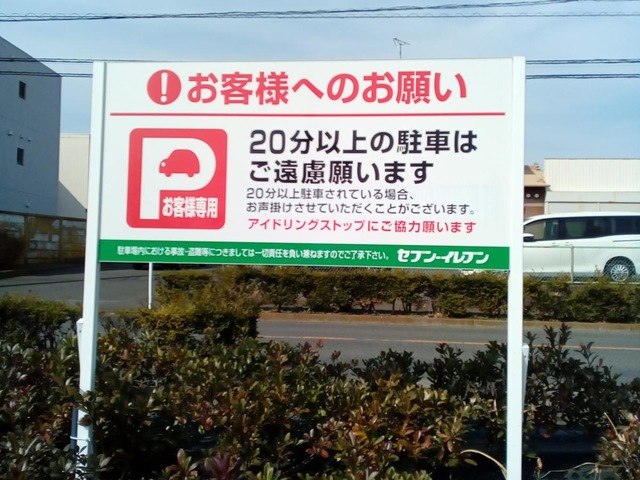 お客様へのお願い
P
お客様専用
20分以上の駐車は
ご遠慮願います
20分以上駐車されている場合、
お声掛けさせていただくことがございます。
アイドリングストップにご協力願います
駐車場内における事故・盗難等につきましては一切責任を負い兼ねますのでご了承下さい。
セブン-イレブン